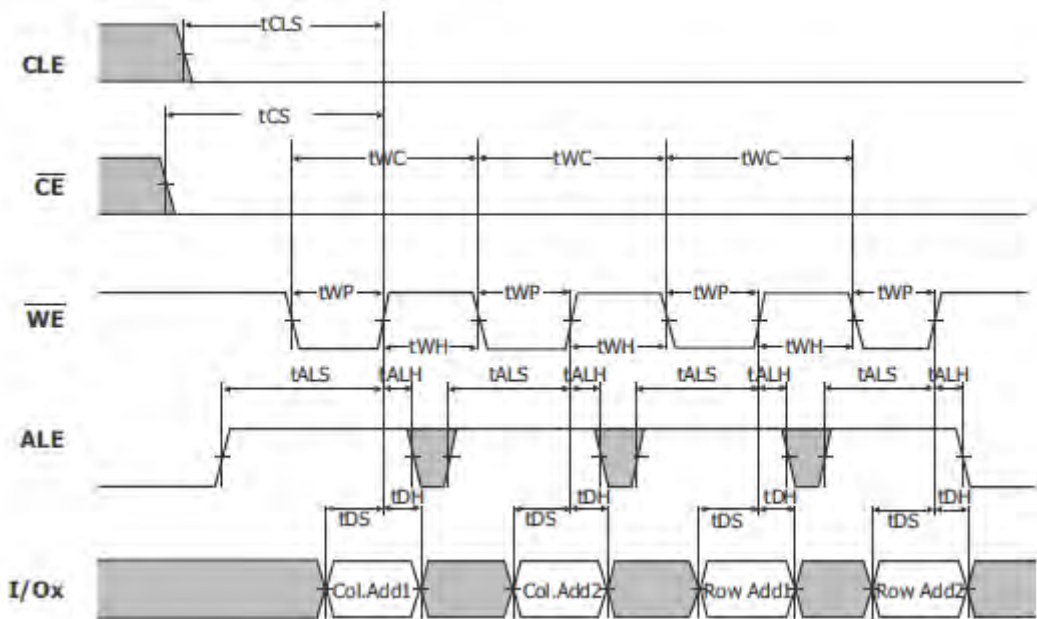 tCLS
CLE
tCS
tWC tWC tWC
CE
tWP tWP tWP tWP
WE
tWH tWH tWH
tALS tALH tALS tALH tALS tALH tALS tALH
ALE
tDH tDH tDH tDH
tDS tDS tDS tDS
I/Ox Col.Add1 Col.Add2 Row Add1 Row Add2